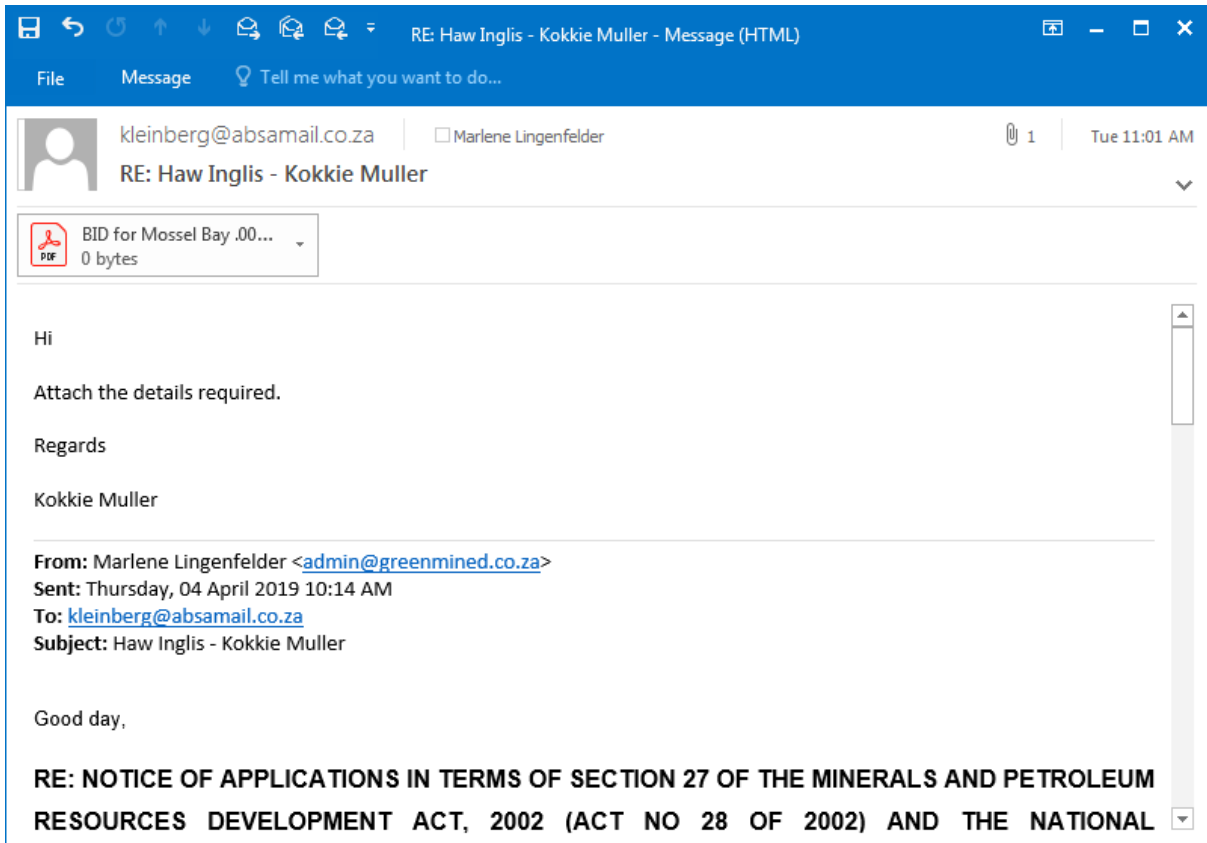 RE: Haw Inglis - Kokkie Muller - Message (HTML)
File Message Tell me what you want to do...
kleinberg@absamail.co.za Marlene Lingenfelder 1 Tue 11:01 AM
RE: Haw Inglis - Kokkie Muller
PDF BID for Mossel Bay .00...
0 bytes
Hi
Attach the details required.
Regards
Kokkie Muller
From: Marlene Lingenfelder <admin@greenmined.co.za>
Sent: Thursday, 04 April 2019 10:14 AM
To: kleinberg@absamail.co.za
Subject: Haw Inglis - Kokkie Muller
Good day,
RE: NOTICE OF APPLICATIONS IN TERMS OF SECTION 27 OF THE MINERALS AND PETROLEUM
RESOURCES DEVELOPMENT ACT, 2002 (ACT NO 28 OF 2002) AND THE NATIONAL